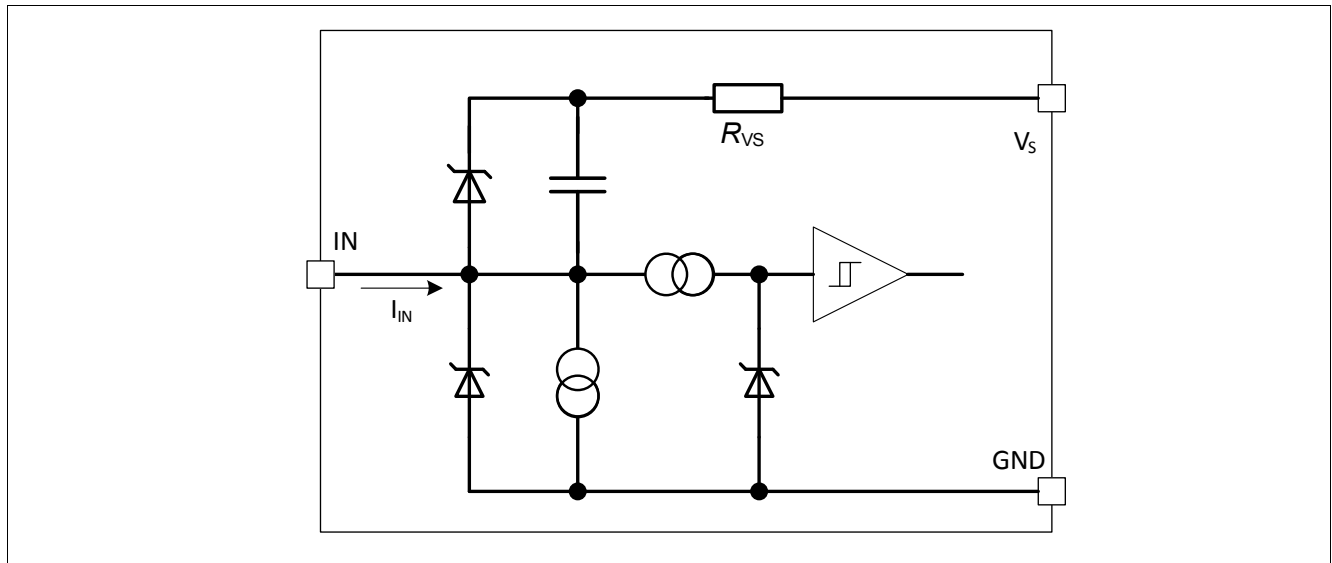 R_VS
V_S
IN
I_IN
GND